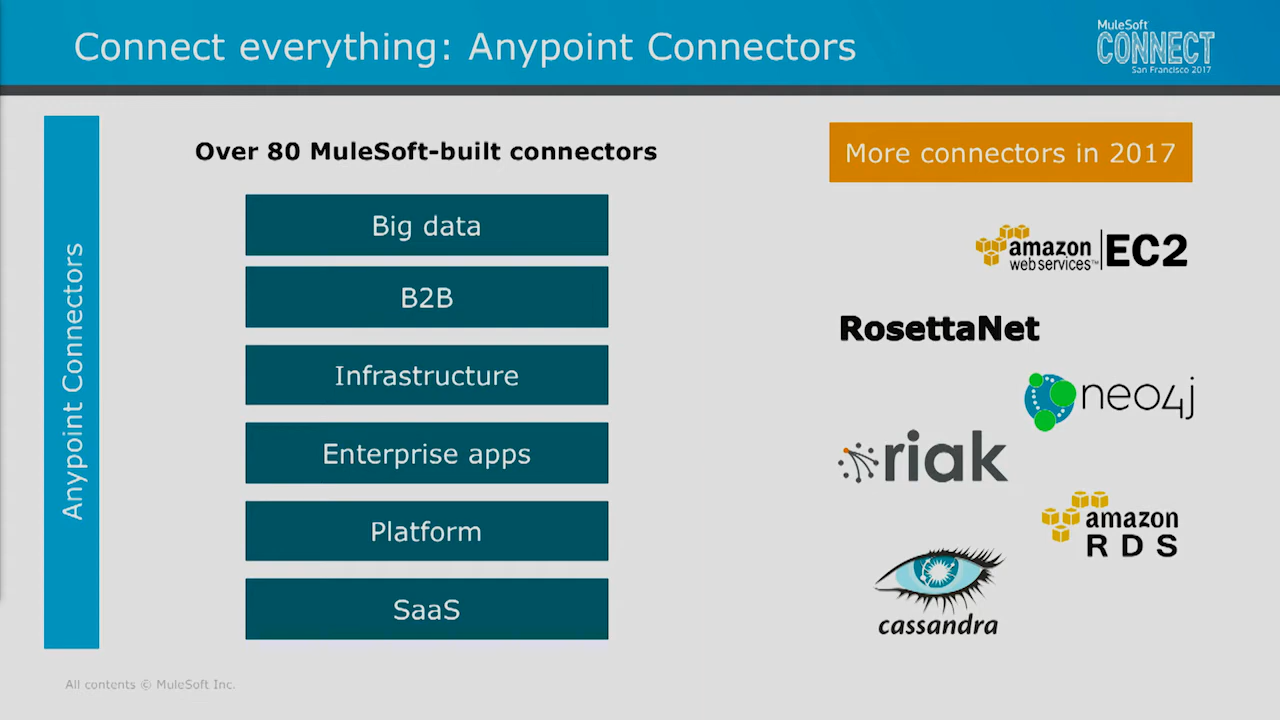 Connect everything: Anypoint Connectors
MuleSoft
CONNECT
San Francisco 2017
Anypoint Connectors
Over 80 MuleSoft-built connectors
Big data
B2B
Infrastructure
Enterprise apps
Platform
SaaS
More connectors in 2017
amazon
webservices™
EC2
RosettaNet
neo4j
riak
amazon
RDS
cassandra
All contents © MuleSoft Inc.